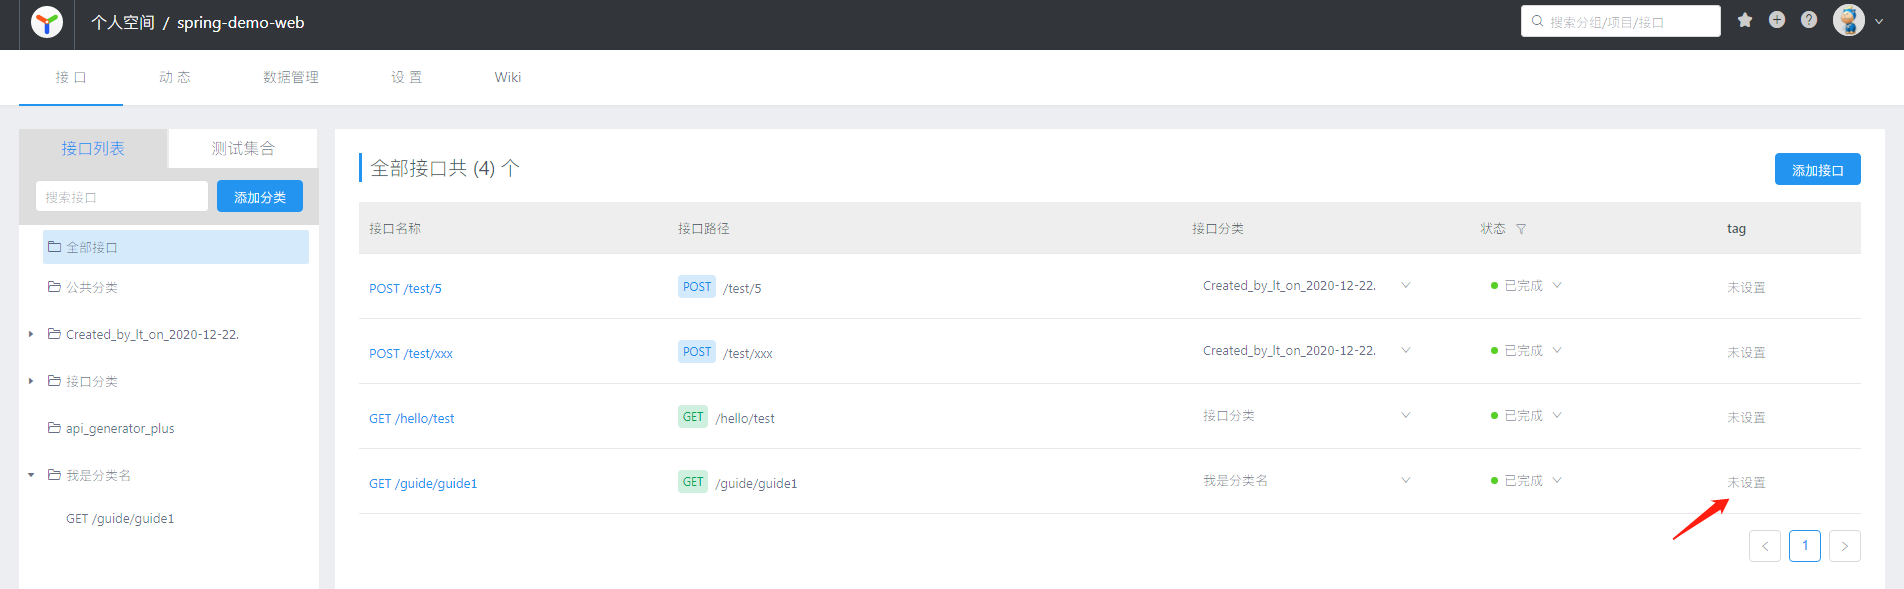 个人空间 / spring-demo-web
搜索分组/项目/接口
接 口
动 态
数据管理
设 置
Wiki
接口列表
测试集合
搜索接口
添加分类
全部接口
公共分类
Created_by_lt_on_2020-12-22.
接口分类
api_generator_plus
我是分类名
GET /guide/guide1
全部接口共 (4) 个
添加接口
接口名称 接口路径 接口分类 状态 tag
POST /test/5 POST /test/5 Created_by_lt_on_2020-12-22. 已完成 未设置
POST /test/xxx POST /test/xxx Created_by_lt_on_2020-12-22. 已完成 未设置
GET /hello/test GET /hello/test 接口分类 已完成 未设置
GET /guide/guide1 GET /guide/guide1 我是分类名 已完成 未设置
1